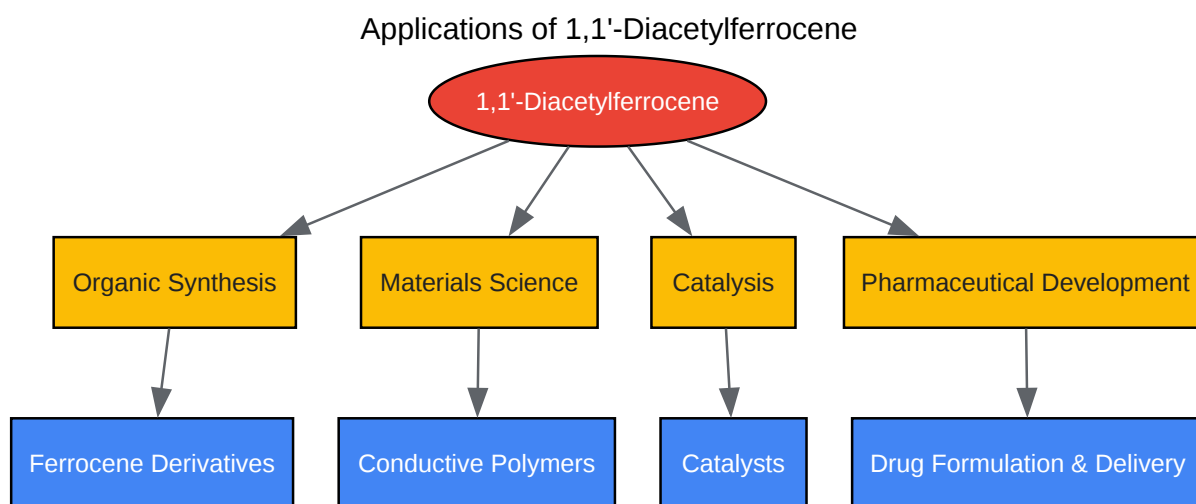 Applications of 1,1'-Diacetylferrocene
1,1'-Diacetylferrocene
Organic Synthesis
Materials Science
Catalysis
Pharmaceutical Development
Ferrocene Derivatives
Conductive Polymers
Catalysts
Drug Formulation & Delivery